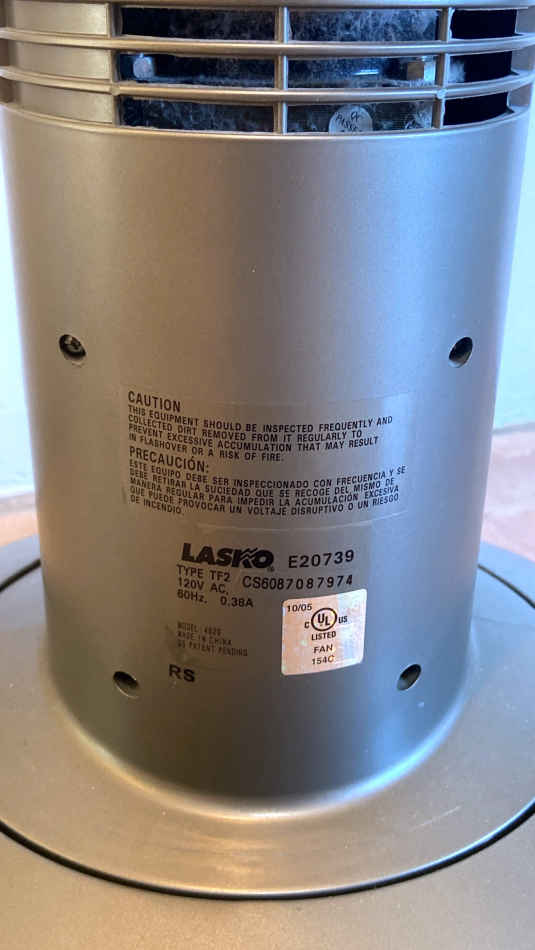 PASSE
CAUTION
THIS EQUIPMENT SHOULD BE INSPECTED FREQUENTLY AND
COLLECTED DIRT REMOVED FROM IT REGULARLY TO
PREVENT EXCESSIVE ACCUMULATION THAT MAY RESULT
IN FLASHOVER OR A RISK OF FIRE.
PRECAUCIÓN:
ESTE EQUIPO DEBE SER INSPECCIONADO CON FRECUENCIA Y SE
DEBE RETIRAR LA SUCIEDAD QUE SE RECOGE DEL MISMO DE
MANERA REGULAR PARA IMPEDIR LA ACUMULACIÓN EXCESIVA
QUE PUEDE PROVOCAR UN VOLTAJE DISRUPTIVO O UN RIESGO
DE INCENDIO.
LASKO® E20739
TYPE TF2 CS6087087974
120V AC,
60Hz, 0.38A
10/05
C UL US
LISTED
FAN
154C
MODEL: 
MADE IN CHINA
US PATENT PENDING
RS